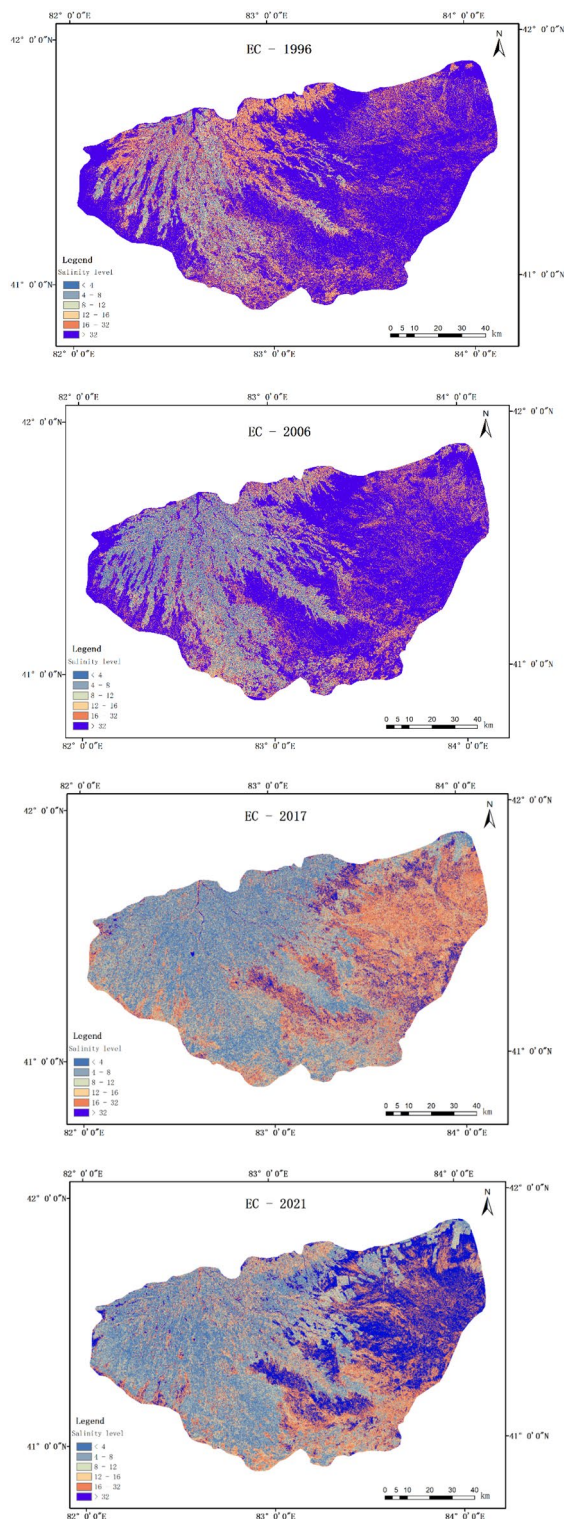 82° 0'0"E 83° 0'0"E 84° 0'0"E
42° 0'0"N 42° 0'0"N
EC - 1996
N
Legend
Salinity level
< 4
4 - 8
8 - 12
12 - 16
16 - 32
> 32
41° 0'0"N 41° 0'0"N
0 5 10 20 30 40
km
82° 0'0"E 83° 0'0"E 84° 0'0"E
82° 0'0"E 83° 0'0"E 84° 0'0"E
42° 0'0"N 42° 0'0"N
EC - 2006
N
Legend
Salinity level
< 4
4 - 8
8 - 12
12 - 16
16 - 32
> 32
41° 0'0"N 41° 0'0"N
0 5 10 20 30 40
km
82° 0'0"E 83° 0'0"E 84° 0'0"E
82° 0'0"E 83° 0'0"E 84° 0'0"E
42° 0'0"N 42° 0'0"N
EC - 2017
N
Legend
Salinity level
< 4
4 - 8
8 - 12
12 - 16
16 - 32
> 32
41° 0'0"N 41° 0'0"N
0 5 10 20 30 40
km
82° 0'0"E 83° 0'0"E 84° 0'0"E
82° 0'0"E 83° 0'0"E 84° 0'0"E
42° 0'0"N 42° 0'0"N
EC - 2021
N
Legend
Salinity level
< 4
4 - 8
8 - 12
12 - 16
16 - 32
> 32
41° 0'0"N 41° 0'0"N
0 5 10 20 30 40
km
82° 0'0"E 83° 0'0"E 84° 0'0"E